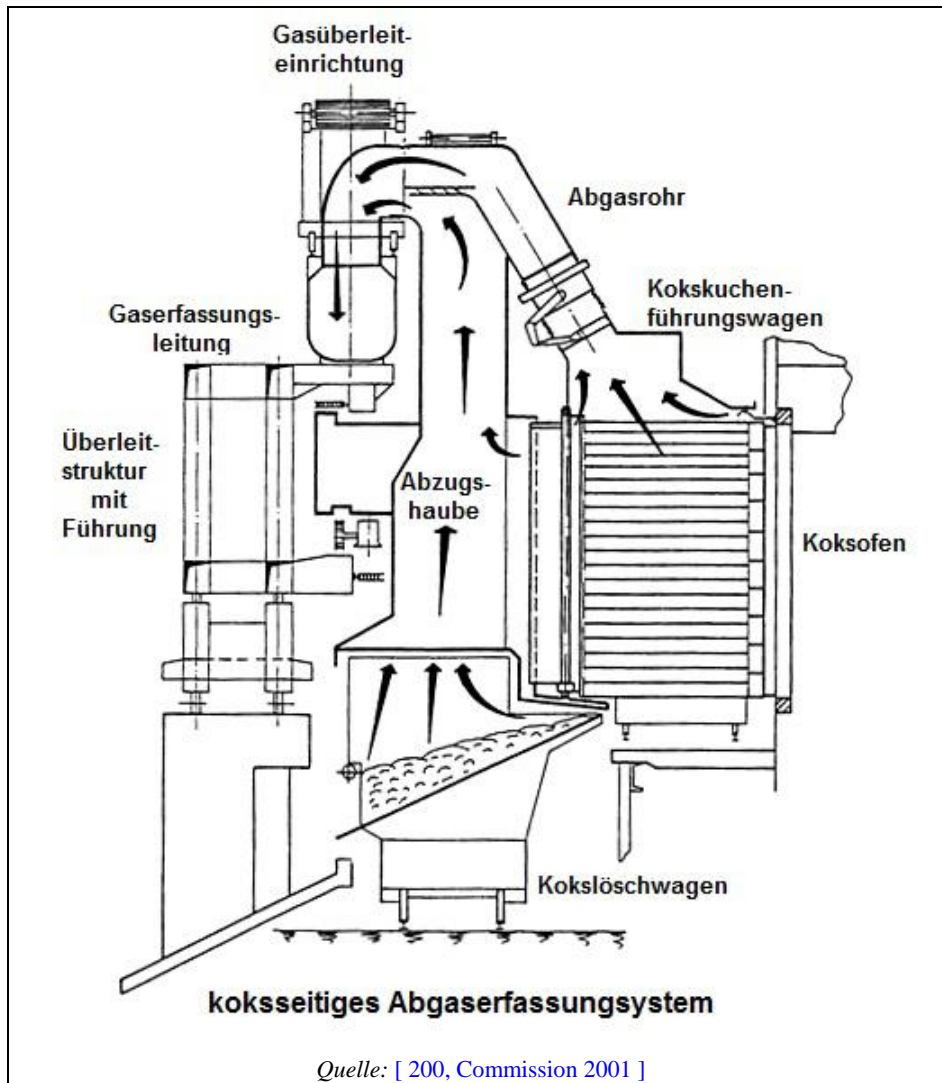 Gasüberleit-
einrichtung
Abgasrohr
Kokskuchen-
führungswagen
Gaserfassungs-
leitung
Überleit-
struktur
mit
Führung
Abzugs-
haube
Koksofen
Kokslöschwagen
koksseitiges Abgaserfassungsystem
Quelle: [ 200, Commission 2001 ]